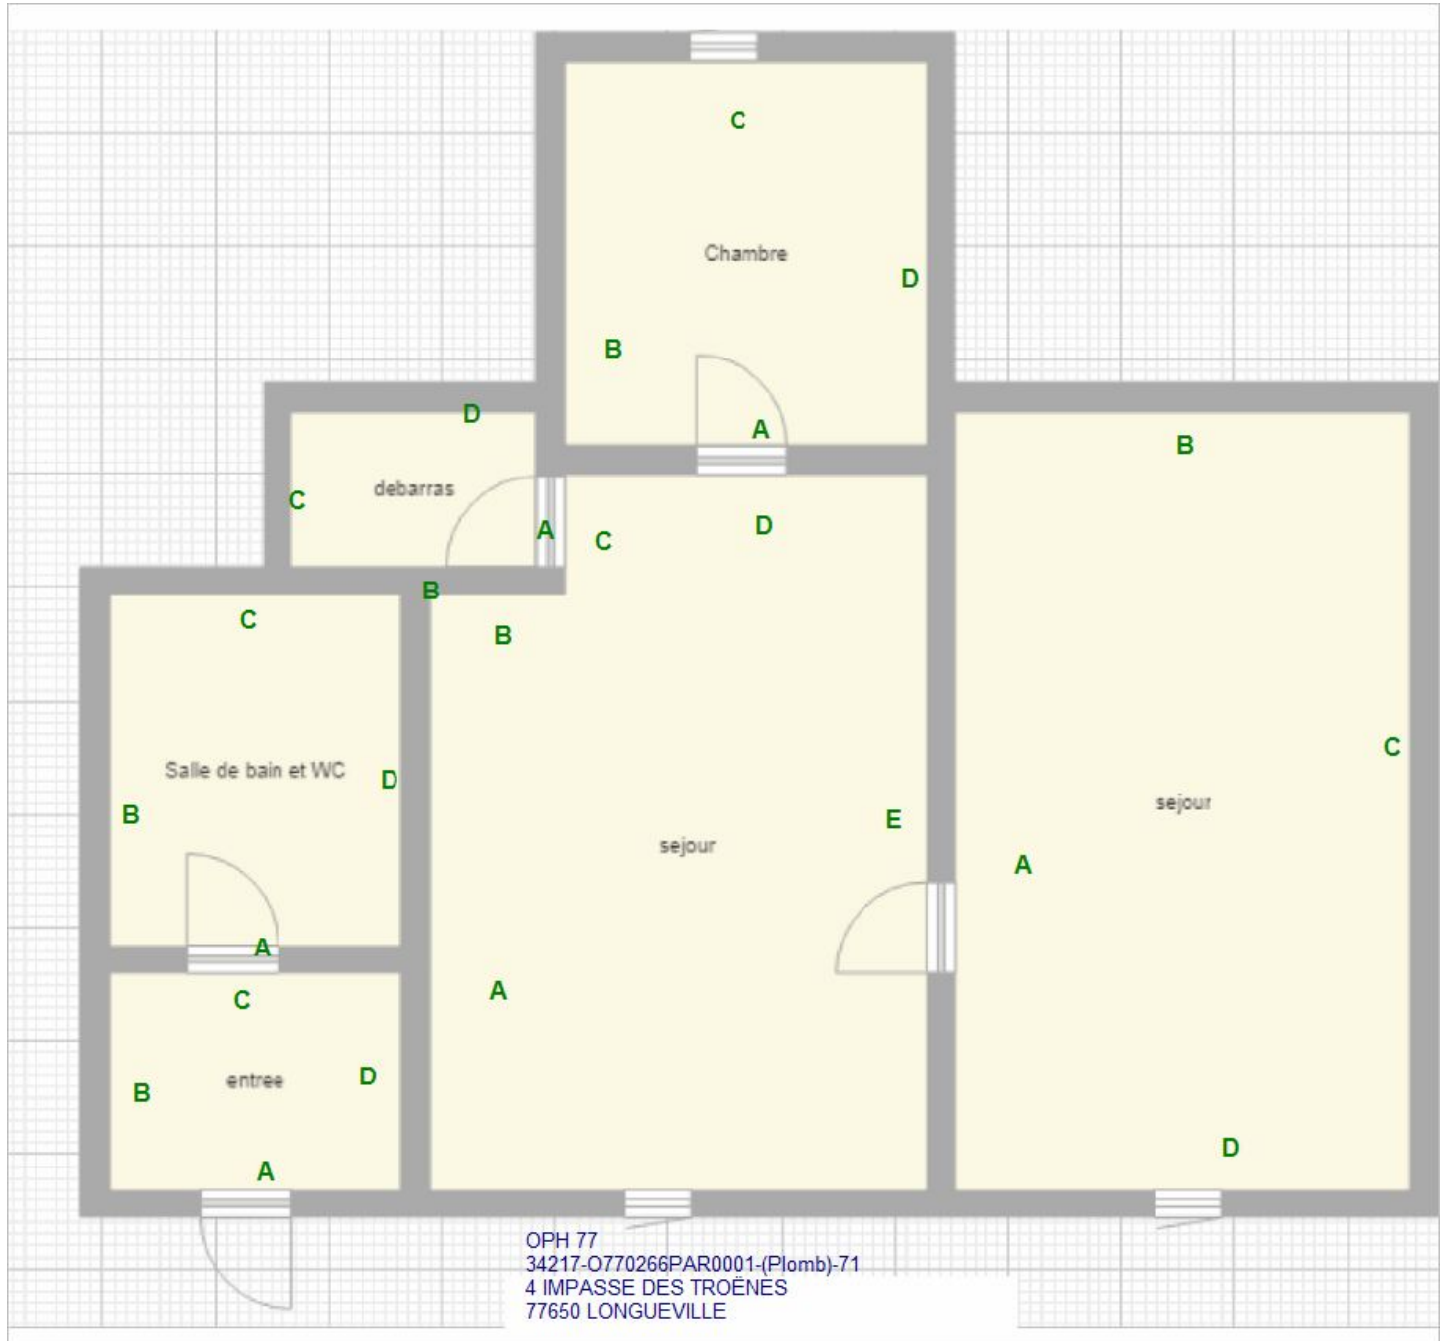 C
Chambre
D
B
A
D
debarras
C
A
C
D
B
B
B
C
B
Salle de bain et WC
D
B
C
sejour
E
sejour
A
A
A
C
entree
D
B
A
D
OPH 77
34217-O770266PAR0001-(Plomb)-71
4 IMPASSE DES TROËNES
77650 LONGUEVILLE